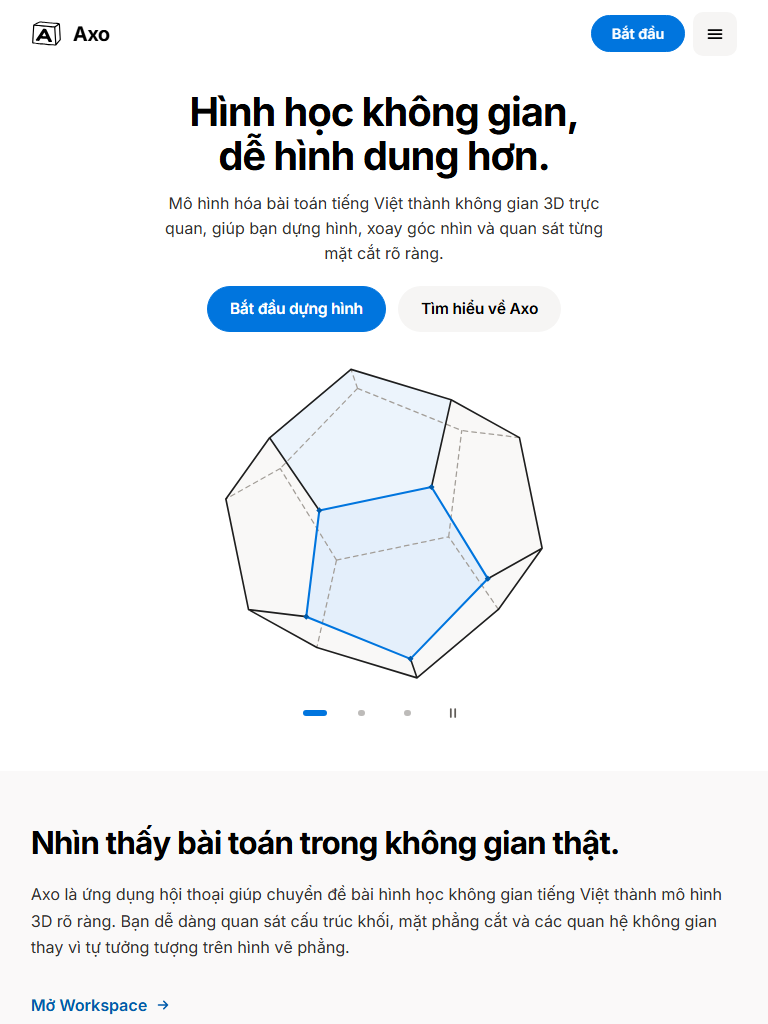 A Axo
Bắt đầu
Hình học không gian,
dễ hình dung hơn.
Mô hình hóa bài toán tiếng Việt thành không gian 3D trực
quan, giúp bạn dựng hình, xoay góc nhìn và quan sát từng
mặt cắt rõ ràng.
Bắt đầu dựng hình
Tìm hiểu về Axo
Nhìn thấy bài toán trong không gian thật.
Axo là ứng dụng hội thoại giúp chuyển đề bài hình học không gian tiếng Việt thành mô hình
3D rõ ràng. Bạn dễ dàng quan sát cấu trúc khối, mặt phẳng cắt và các quan hệ không gian
thay vì tự tưởng tượng trên hình vẽ phẳng.
Mở Workspace →